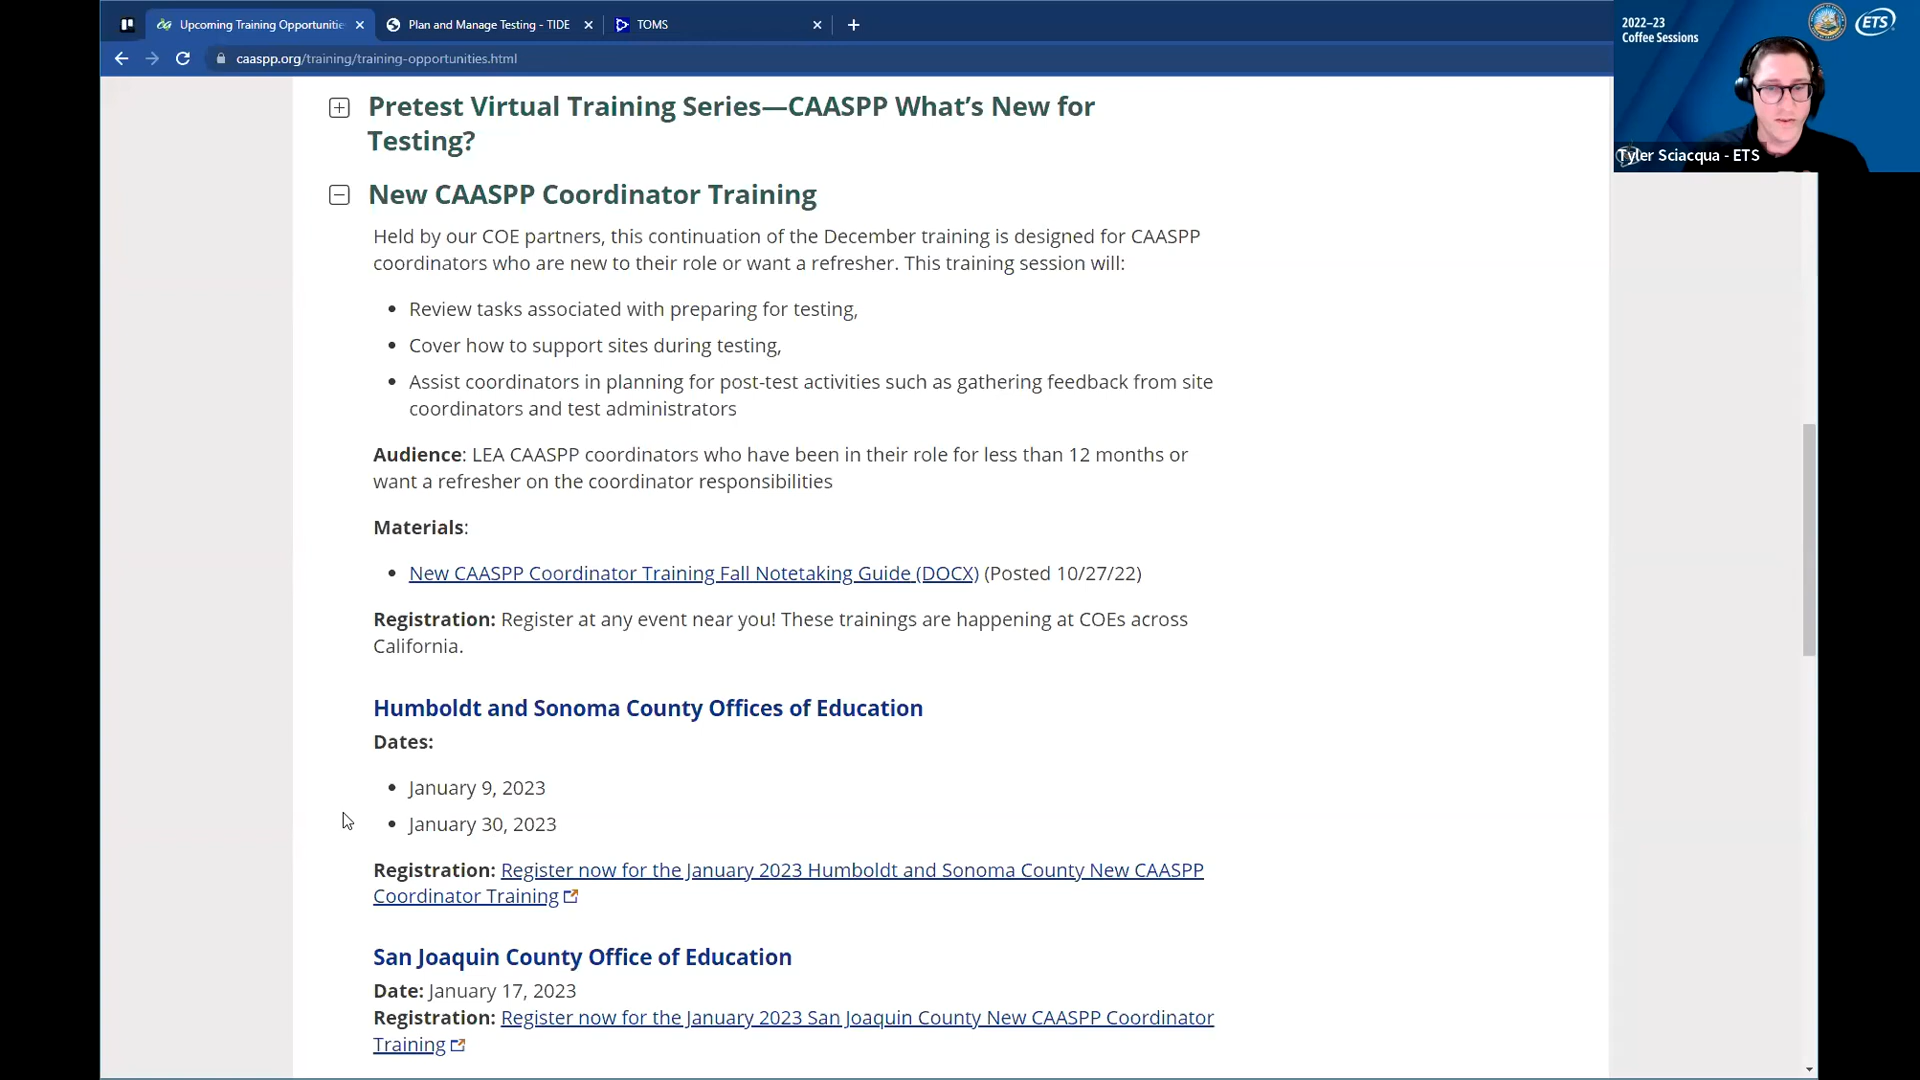 Upcoming Training Opportunitie
Plan and Manage Testing - TIDE
TOMS
caaspp.org/training/training-opportunities.html
2022–23
Coffee Sessions
ETS
Tyler Sciacqua - ETS
Pretest Virtual Training Series—CAASPP What’s New for
Testing?
New CAASPP Coordinator Training
Held by our COE partners, this continuation of the December training is designed for CAASPP
coordinators who are new to their role or want a refresher. This training session will:
• Review tasks associated with preparing for testing,
• Cover how to support sites during testing,
• Assist coordinators in planning for post-test activities such as gathering feedback from site
coordinators and test administrators
Audience: LEA CAASPP coordinators who have been in their role for less than 12 months or
want a refresher on the coordinator responsibilities
Materials:
• New CAASPP Coordinator Training Fall Notetaking Guide (DOCX) (Posted 10/27/22)
Registration: Register at any event near you! These trainings are happening at COEs across
California.
Humboldt and Sonoma County Offices of Education
Dates:
• January 9, 2023
• January 30, 2023
Registration: Register now for the January 2023 Humboldt and Sonoma County New CAASPP
Coordinator Training
San Joaquin County Office of Education
Date: January 17, 2023
Registration: Register now for the January 2023 San Joaquin County New CAASPP Coordinator
Training